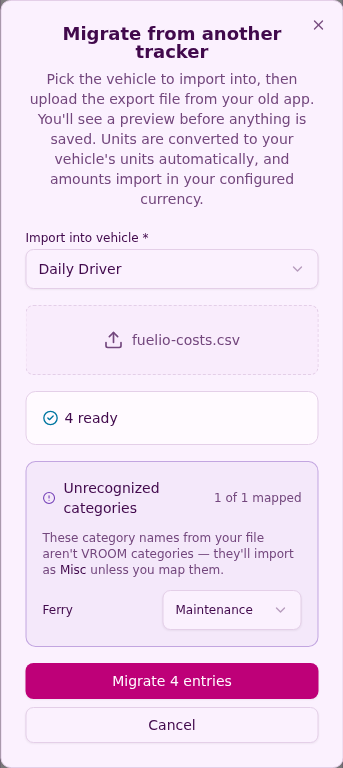 Migrate from another
tracker
Pick the vehicle to import into, then
upload the export file from your old app.
You'll see a preview before anything is
saved. Units are converted to your
vehicle's units automatically, and
amounts import in your configured
currency.
Import into vehicle *
Daily Driver
fuelio-costs.csv
4 ready
Unrecognized
categories
1 of 1 mapped
These category names from your file
aren't VROOM categories — they'll import
as Misc unless you map them.
Ferry
Maintenance
Migrate 4 entries
Cancel